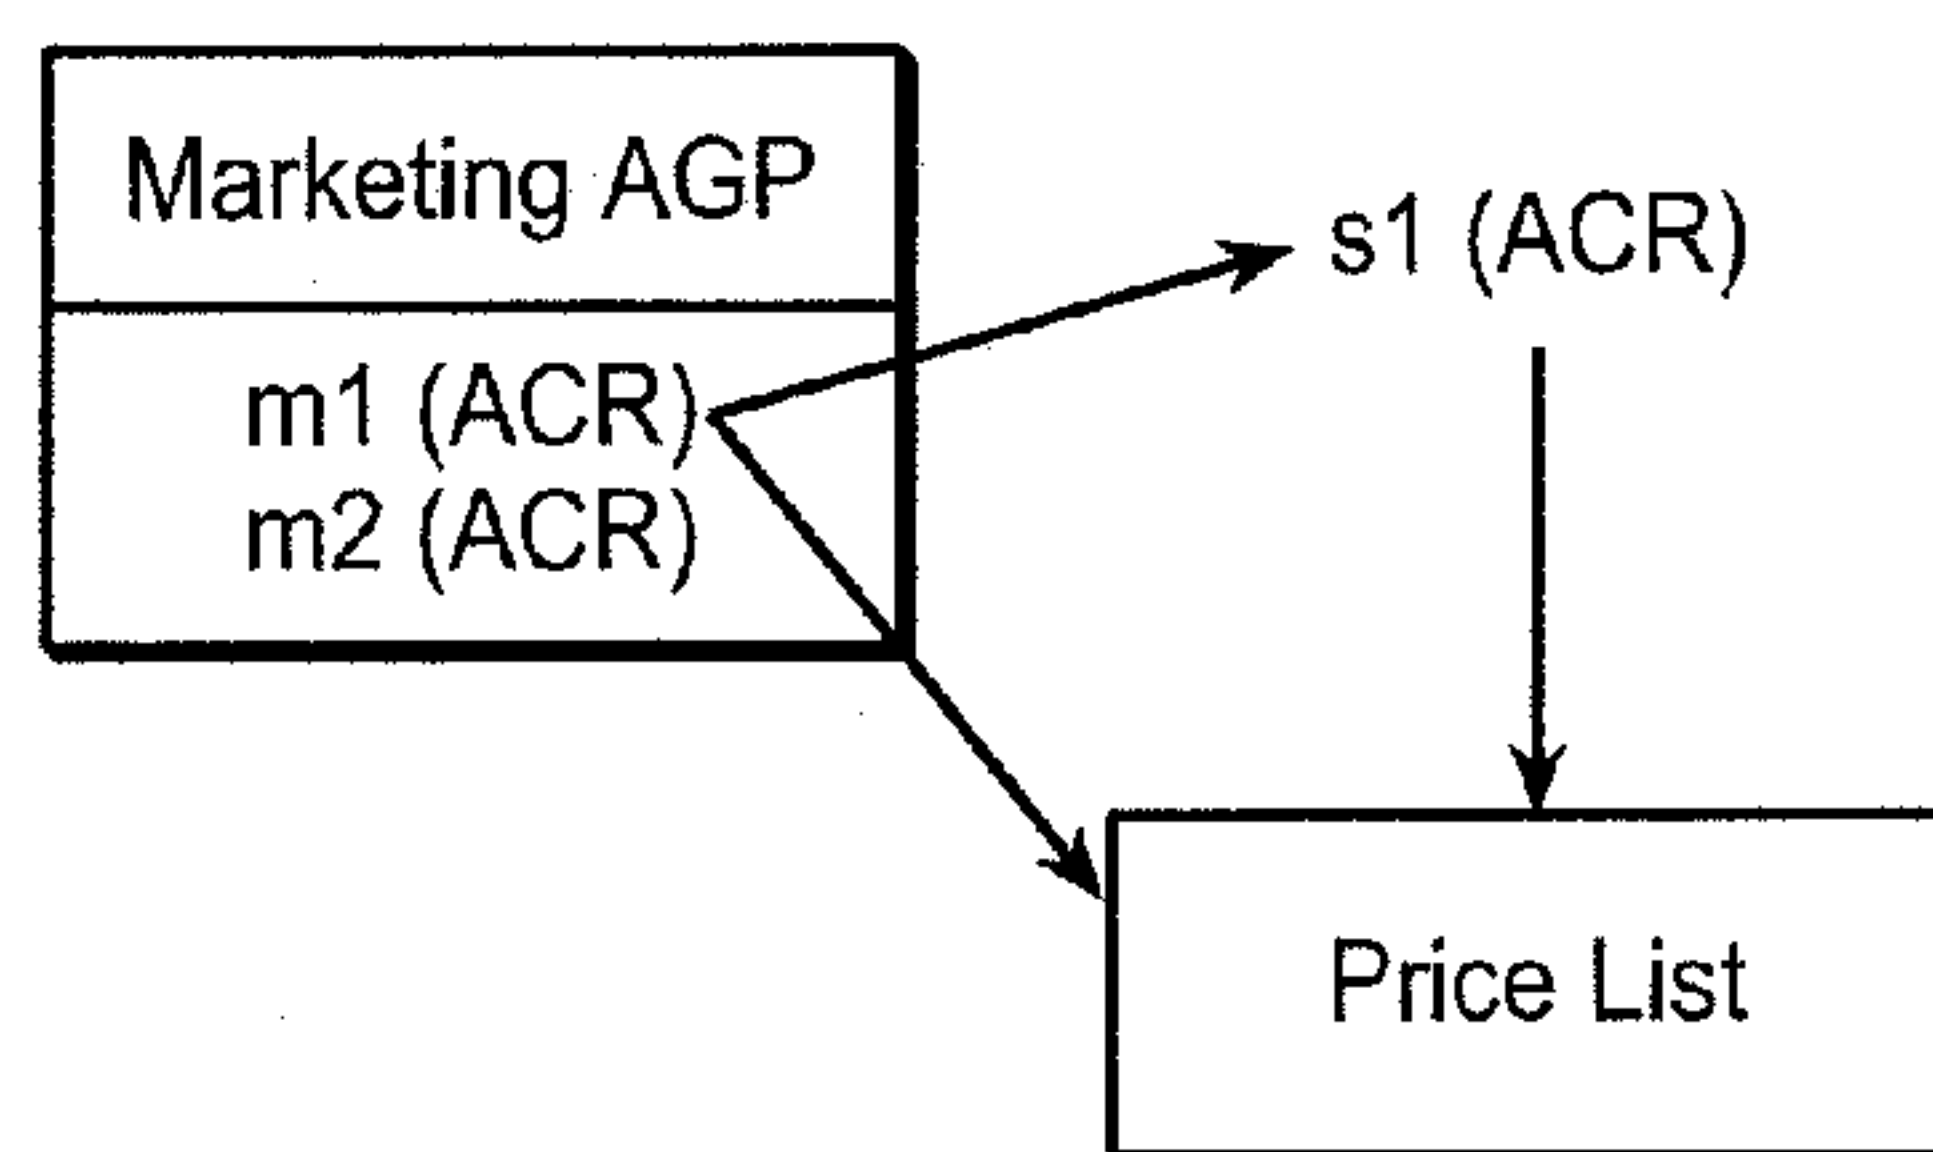 Marketing AGP
s1 (ACR)
m1 (ACR)
m2 (ACR)
Price List